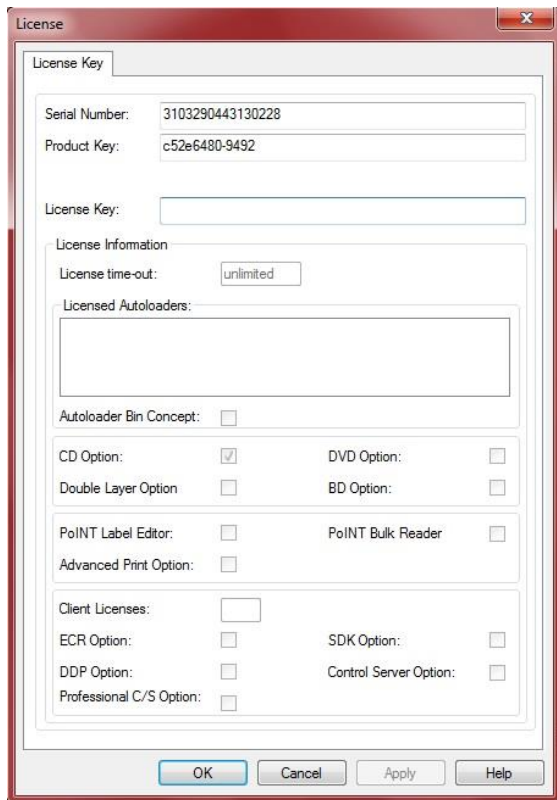 License
License Key
Serial Number: 3103290443130228
Product Key: c52e6480-9492
License Key:
License Information
License time-out: unlimited
Licensed Autoloaders:
Autoloader Bin Concept:
CD Option: DVD Option:
Double Layer Option BD Option:
PoINT Label Editor: PoINT Bulk Reader
Advanced Print Option:
Client Licenses:
ECR Option: SDK Option:
DDP Option: Control Server Option:
Professional C/S Option:
OK Cancel Apply Help